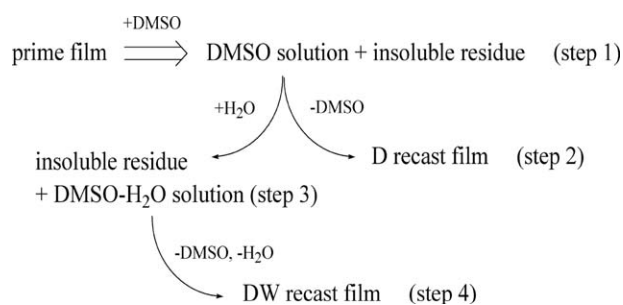 +DMSO
prime film DMSO solution + insoluble residue (step 1)
+H₂O -DMSO
insoluble residue D recast film (step 2)
+ DMSO-H₂O solution (step 3)
-DMSO, -H₂O
DW recast film (step 4)